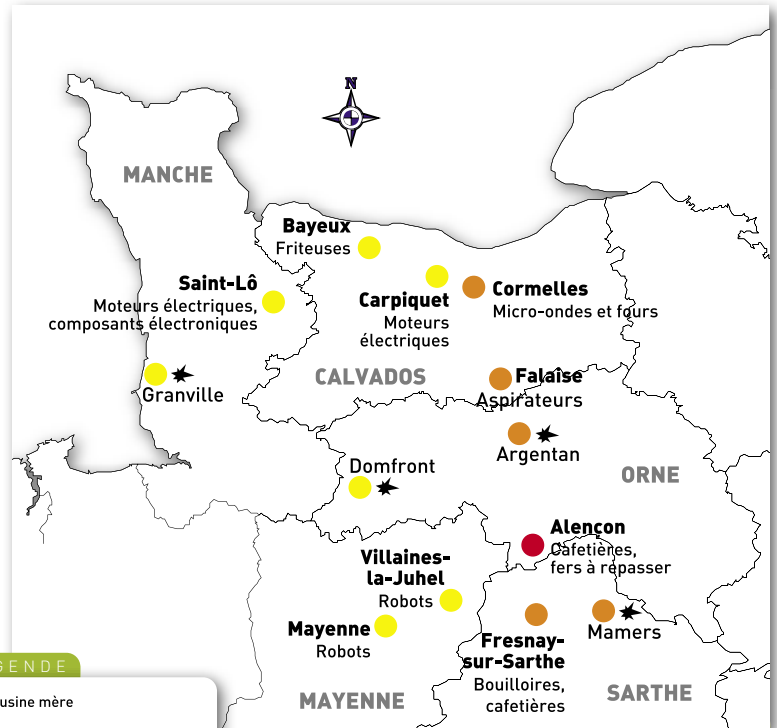 N
MANCHE
Bayeux
Friteuses
Saint-Lô
Moteurs électriques,
composants électroniques
Carpiquet
Moteurs
électriques
Cormelles
Micro-ondes et fours
Granville
CALVADOS
Falaise
Aspirateurs
Argentan
Domfront
ORNE
Alençon
Cafetières,
fers à repasser
Villaines-
la-Juhel
Robots
Mayenne
Robots
Fresnay-
sur-Sarthe
Bouilloires,
cafetières
Mamers
MAYENNE
SARTHE
GENDE
usine mère